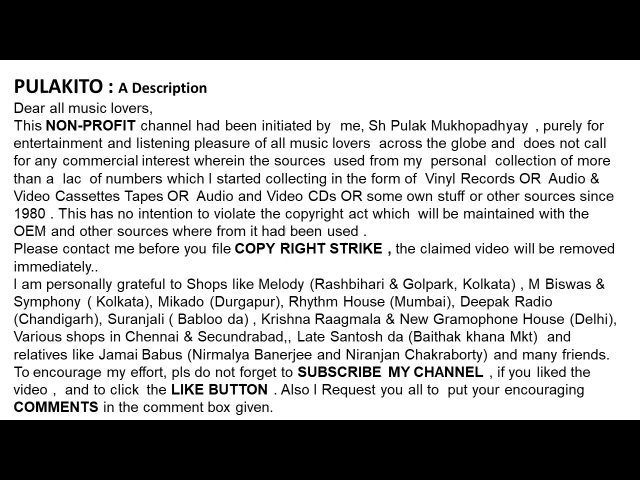 PULAKITO : A Description
Dear all music lovers,
This NON-PROFIT channel had been initiated by me, Sh Pulak Mukhopadhyay , purely for
entertainment and listening pleasure of all music lovers across the globe and does not call
for any commercial interest wherein the sources used from my personal collection of more
than a lac of numbers which I started collecting in the form of Vinyl Records OR Audio &
Video Cassettes Tapes OR Audio and Video CDs OR some own stuff or other sources since
1980 . This has no intention to violate the copyright act which will be maintained with the
OEM and other sources where from it had been used .
Please contact me before you file COPY RIGHT STRIKE , the claimed video will be removed
immediately..
I am personally grateful to Shops like Melody (Rashbihari & Golpark, Kolkata) , M Biswas &
Symphony ( Kolkata), Mikado (Durgapur), Rhythm House (Mumbai), Deepak Radio
(Chandigarh), Suranjali ( Babloo da) , Krishna Raagmala & New Gramophone House (Delhi),
Various shops in Chennai & Secundrabad,, Late Santosh da (Baithak khana Mkt) and
relatives like Jamai Babus (Nirmalya Banerjee and Niranjan Chakraborty) and many friends.
To encourage my effort, pls do not forget to SUBSCRIBE MY CHANNEL , if you liked the
video , and to click the LIKE BUTTON . Also I Request you all to put your encouraging
COMMENTS in the comment box given.